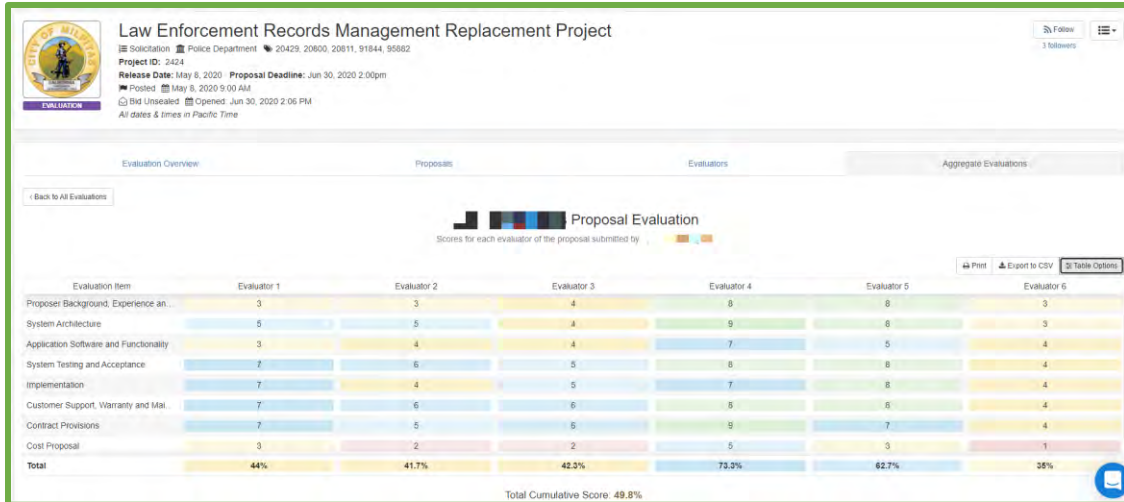 Law Enforcement Records Management Replacement Project
Solicitation Police Department 20429, 20800, 20811, 91844, 95882
Project ID: 2424
Release Date: May 8, 2020 Proposal Deadline: Jun 30, 2020 2:00pm
Posted May 8, 2020 9:00 AM
Bid Unsealed Opened: Jun 30, 2020 2:06 PM
All dates & times in Pacific Time
CITY OF MILPITAS
EVALUATION
Follow
3 followers
Evaluation Overview Proposals Evaluators Aggregate Evaluations
‹ Back to All Evaluations
Proposal Evaluation
Scores for each evaluator of the proposal submitted by
Print Export to CSV Table Options
Evaluation Item Evaluator 1 Evaluator 2 Evaluator 3 Evaluator 4 Evaluator 5 Evaluator 6
Proposer Background, Experience an... 3 3 4 8 8 3
System Architecture 5 5 4 9 8 3
Application Software and Functionality 3 4 4 7 5 4
System Testing and Acceptance 7 6 5 8 8 4
Implementation 7 4 5 7 8 4
Customer Support, Warranty and Mai... 7 6 6 8 8 4
Contract Provisions 7 5 6 9 7 4
Cost Proposal 3 2 2 5 3 1
Total 44% 41.7% 42.3% 73.3% 62.7% 35%
Total Cumulative Score: 49.8%